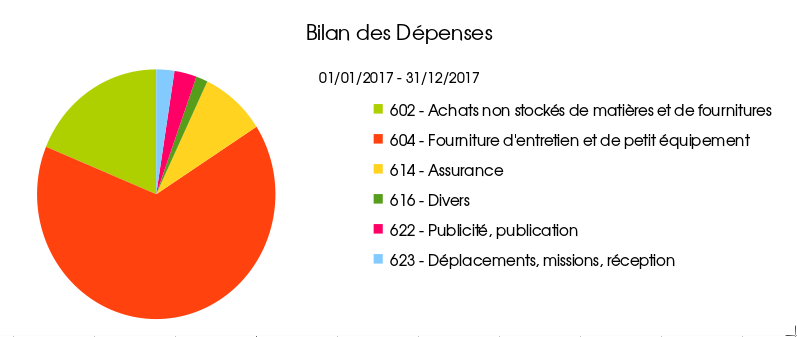 Bilan des Dépenses
01/01/2017 - 31/12/2017
602 - Achats non stockés de matières et de fournitures
604 - Fourniture d'entretien et de petit équipement
614 - Assurance
616 - Divers
622 - Publicité, publication
623 - Déplacements, missions, réception